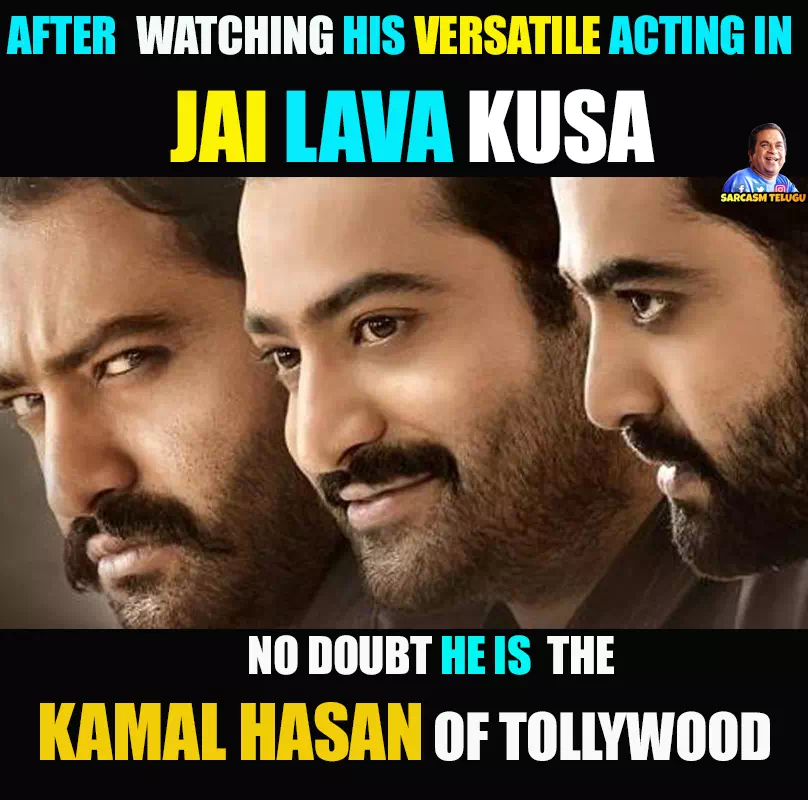 AFTER WATCHING HIS VERSATILE ACTING IN
JAI LAVA KUSA
SARCASM TELUGU
NO DOUBT HE IS THE
KAMAL HASAN OF TOLLYWOOD